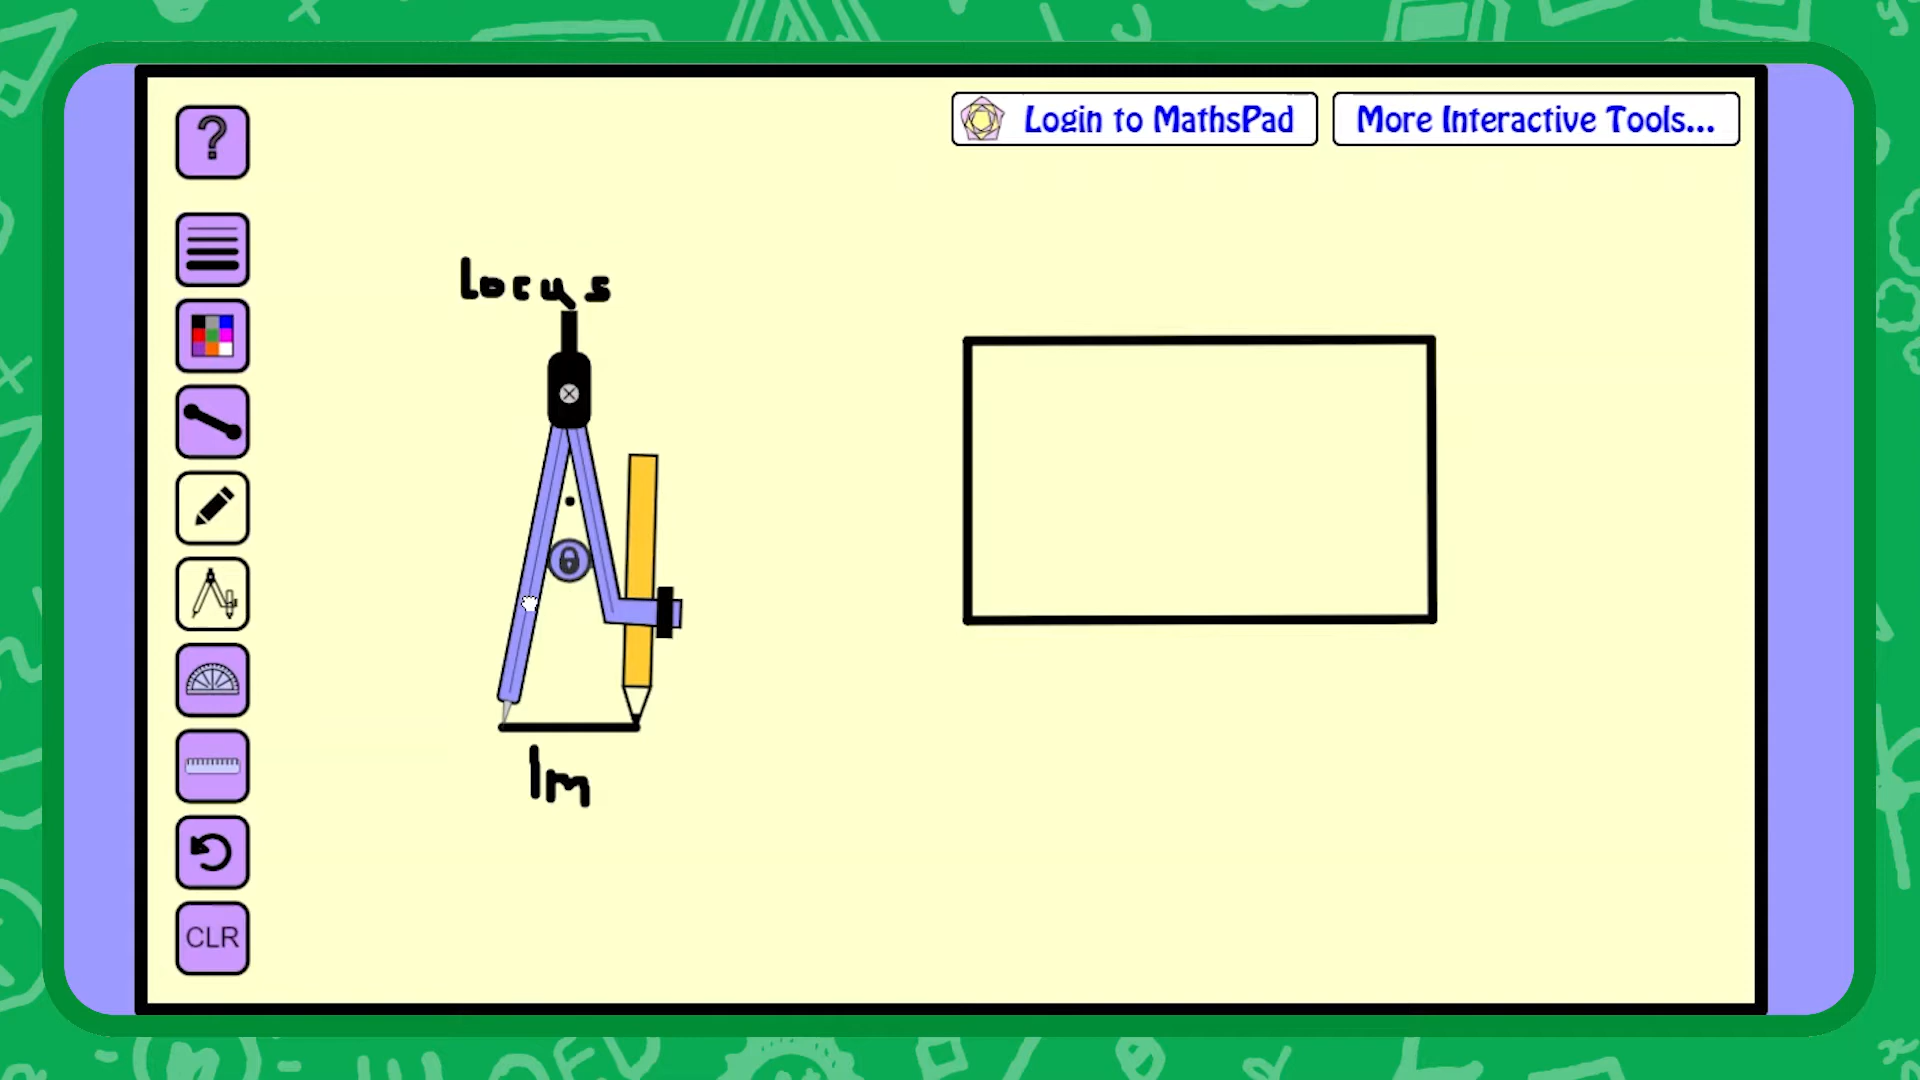 ?
Login to MathsPad
More Interactive Tools...
Locus
1m
CLR